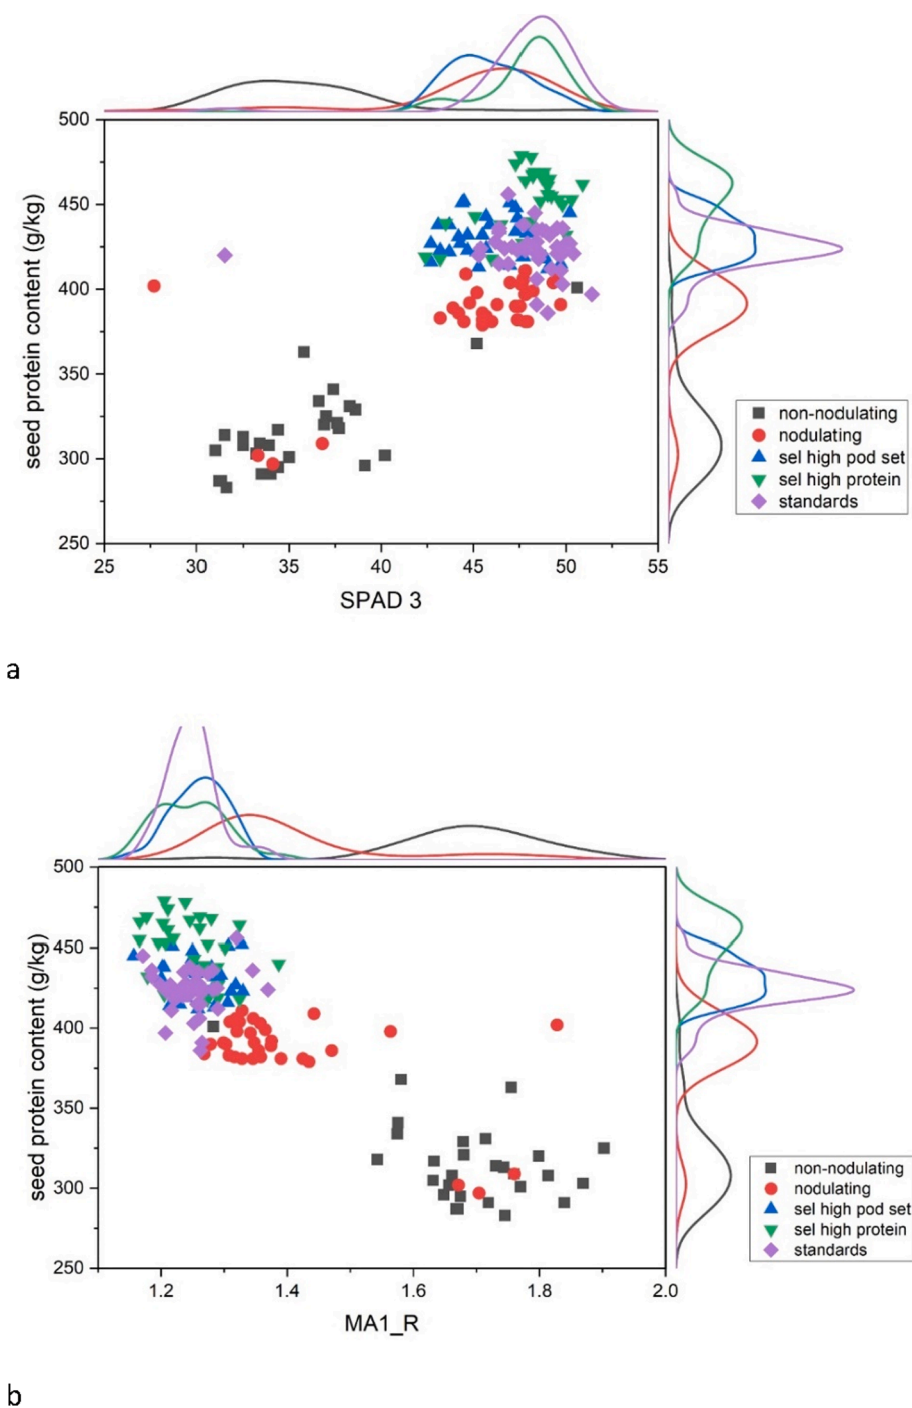 500
450
400
350
300
250
seed protein content (g/kg)
25 30 35 40 45 50 55
SPAD 3
non-nodulating
nodulating
sel high pod set
sel high protein
standards
a
500
450
400
350
300
250
seed protein content (g/kg)
1.2 1.4 1.6 1.8 2.0
MA1_R
non-nodulating
nodulating
sel high pod set
sel high protein
standards
b